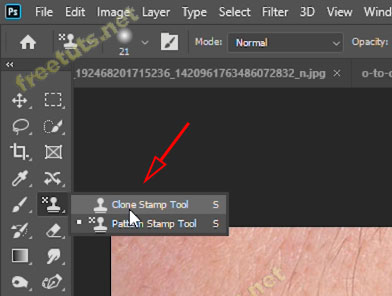 Ps File Edit Image Layer Type Select Filter 3D View
21 Mode: Normal Opacity:
_192468201715236_1420961763486072832_n.jpg × o-to-c
freetuts.net
Clone Stamp Tool S
Pattern Stamp Tool S
freetuts.net